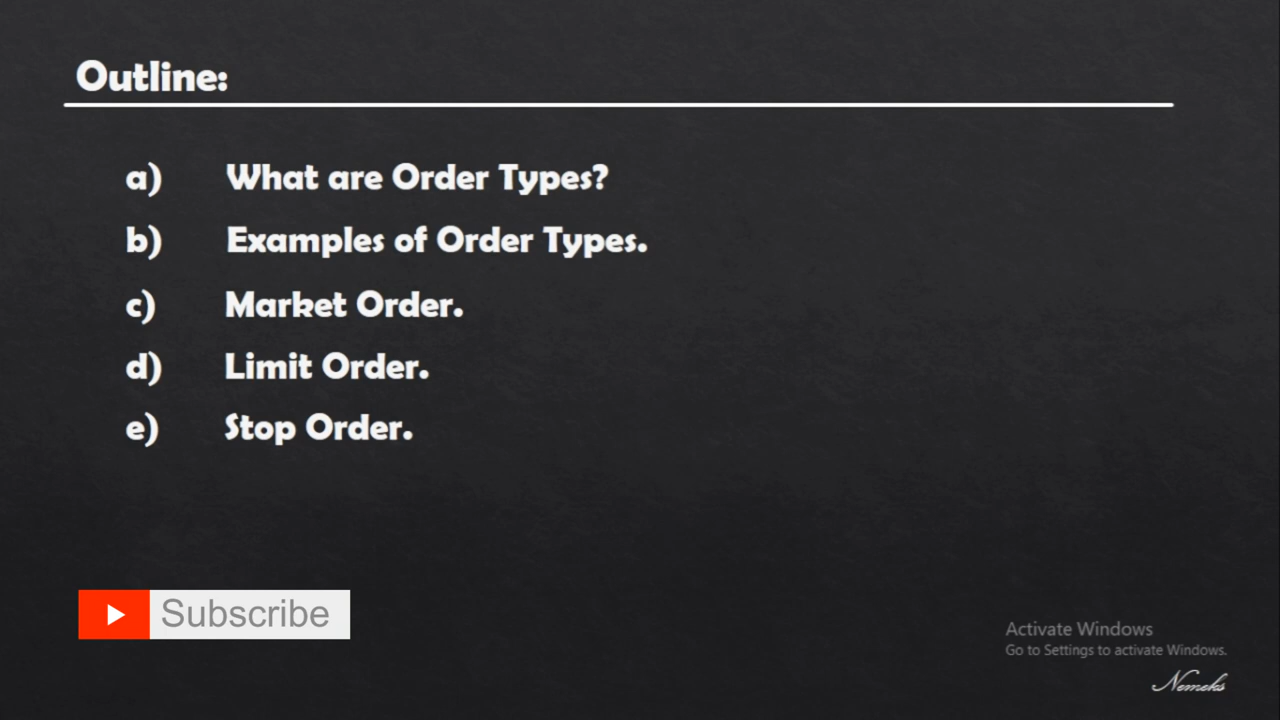 Outline:
a) What are Order Types?
b) Examples of Order Types.
c) Market Order.
d) Limit Order.
e) Stop Order.
Subscribe
Activate Windows
Go to Settings to activate Windows.
Nemeks